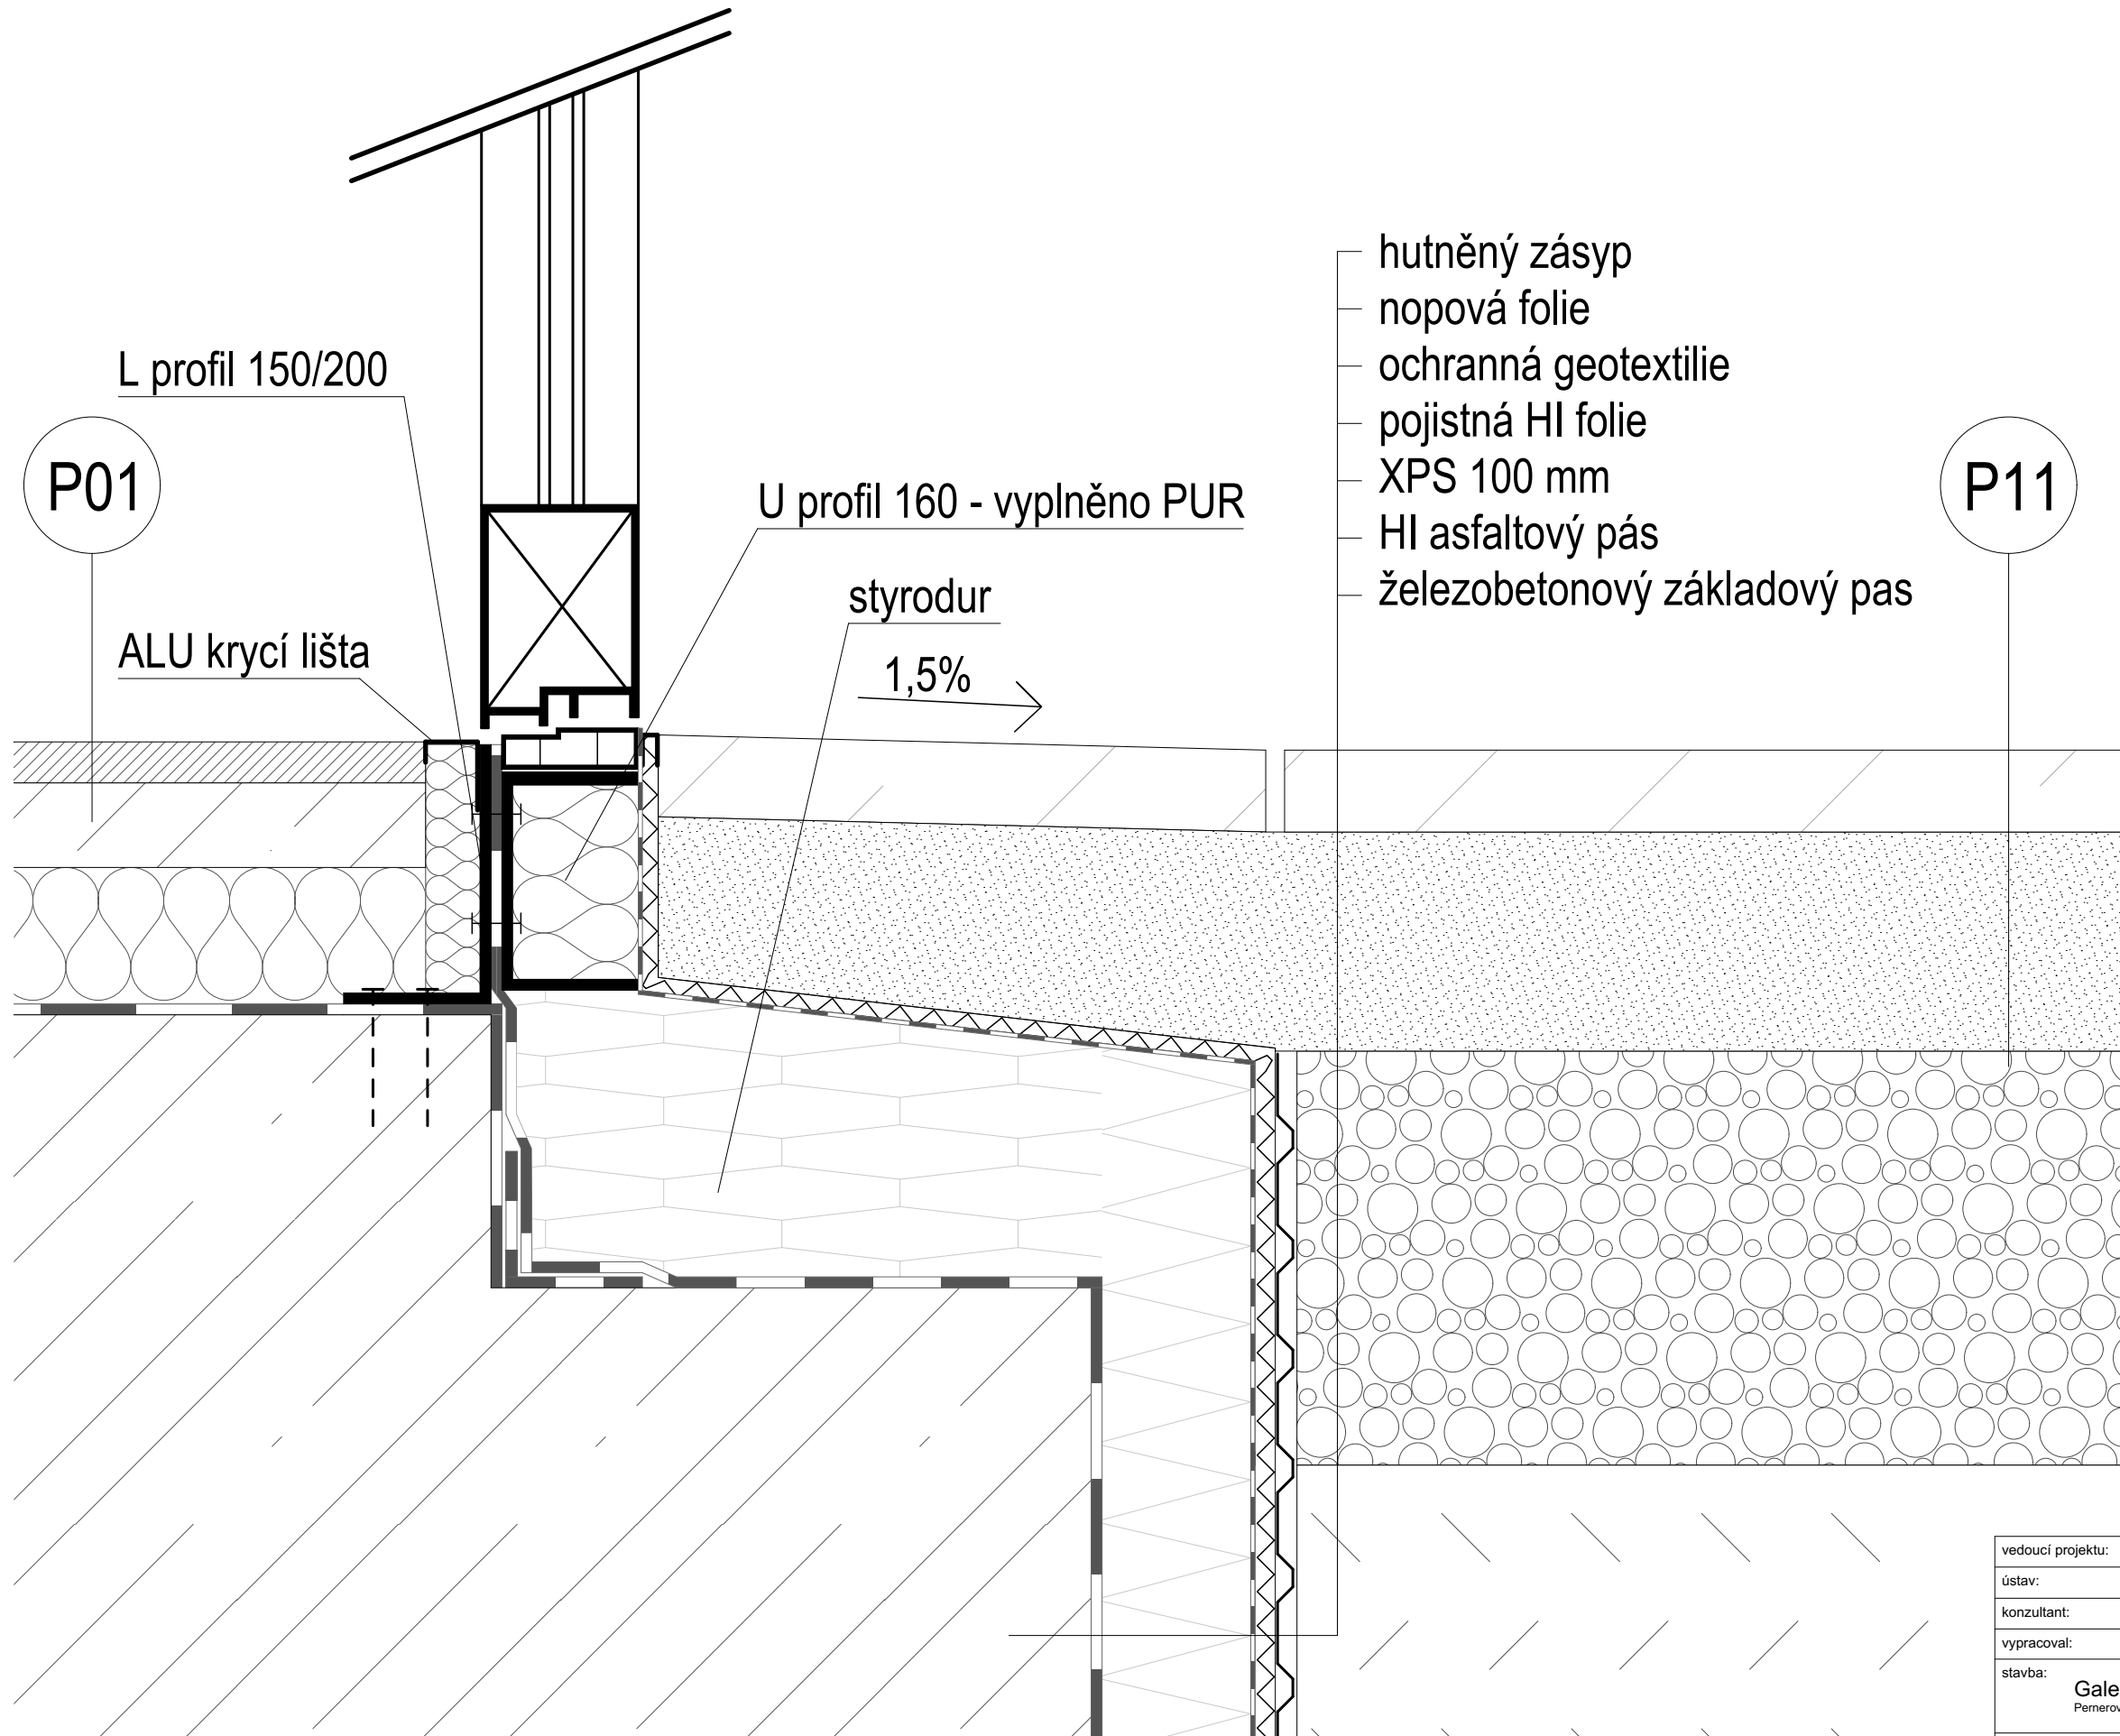 hutněný zásyp
nopová folie
ochranná geotextilie
pojistná HI folie
XPS 100 mm
HI asfaltový pás
železobetonový základový pas
L profil 150/200
P01
P11
U profil 160 - vyplněno PUR
styrodur
1,5%
ALU krycí lišta
vedoucí projektu:
ústav:
konzultant:
vypracoval:
stavba: